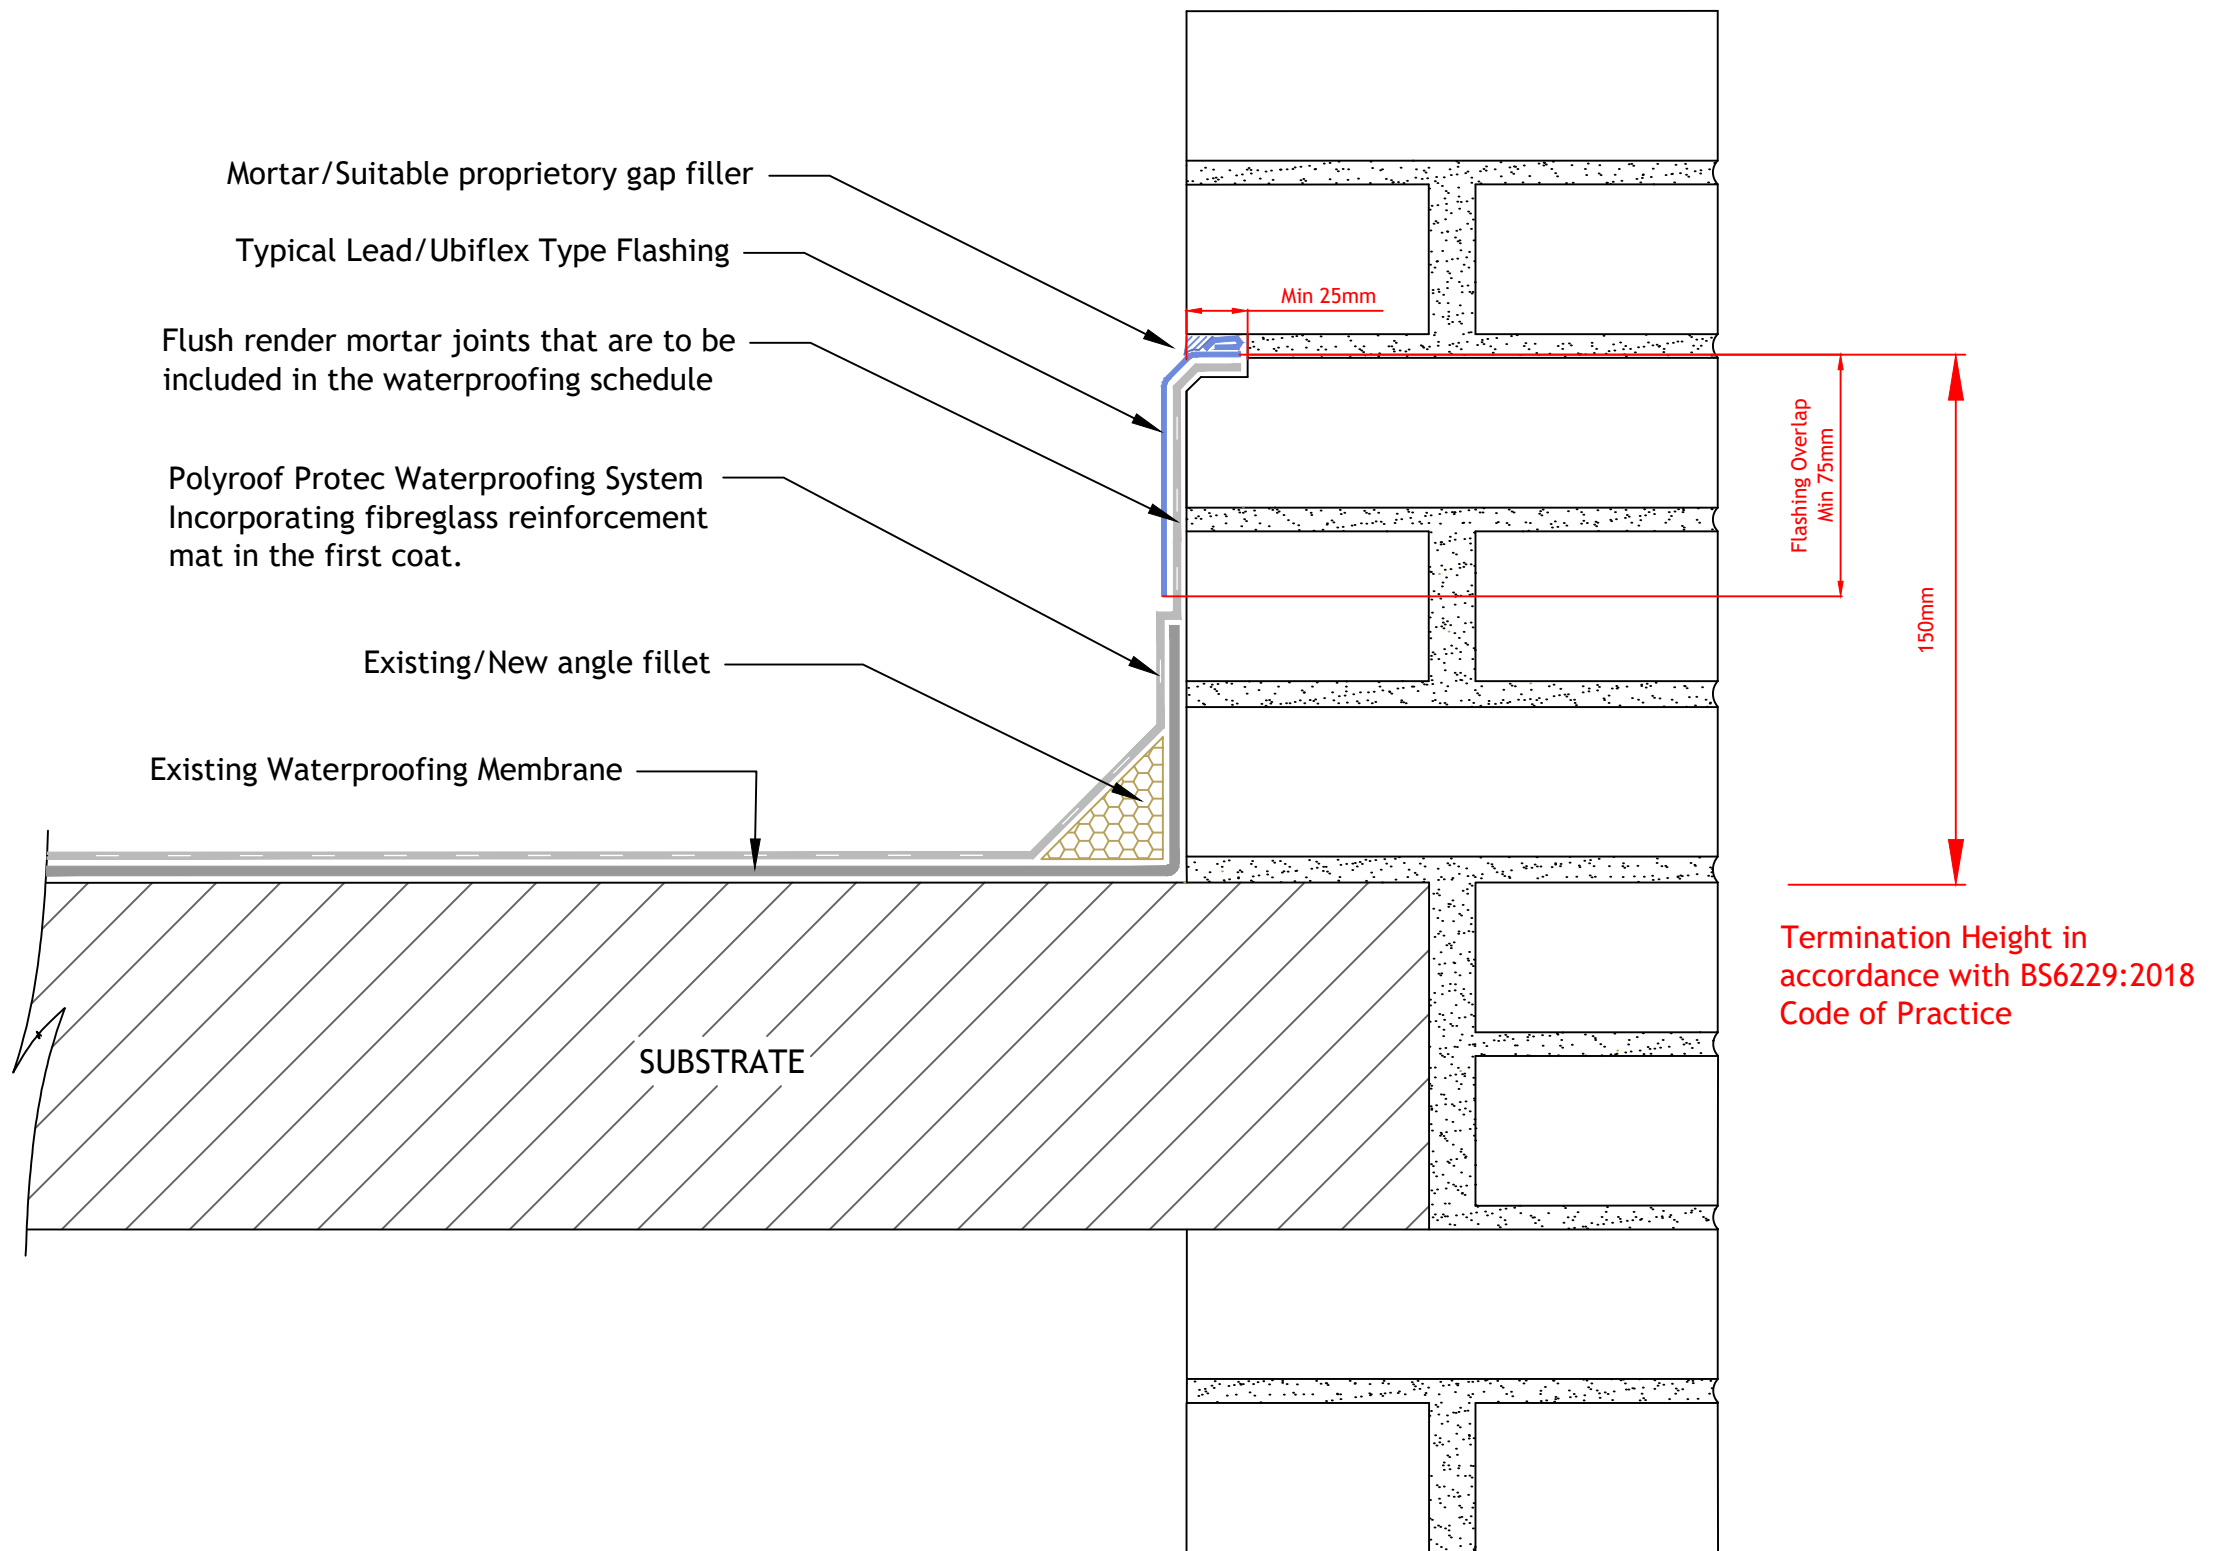 Mortar/Suitable proprietory gap filler
Typical Lead/Ubiflex Type Flashing
Min 25mm
Flush render mortar joints that are to be
included in the waterproofing schedule
Flashing Overlap
Min 75mm
Polyroof Protec Waterproofing System
Incorporating fibreglass reinforcement
mat in the first coat.
150mm
Existing/New angle fillet
Existing Waterproofing Membrane
Termination Height in
accordance with BS6229:2018
Code of Practice
SUBSTRATE